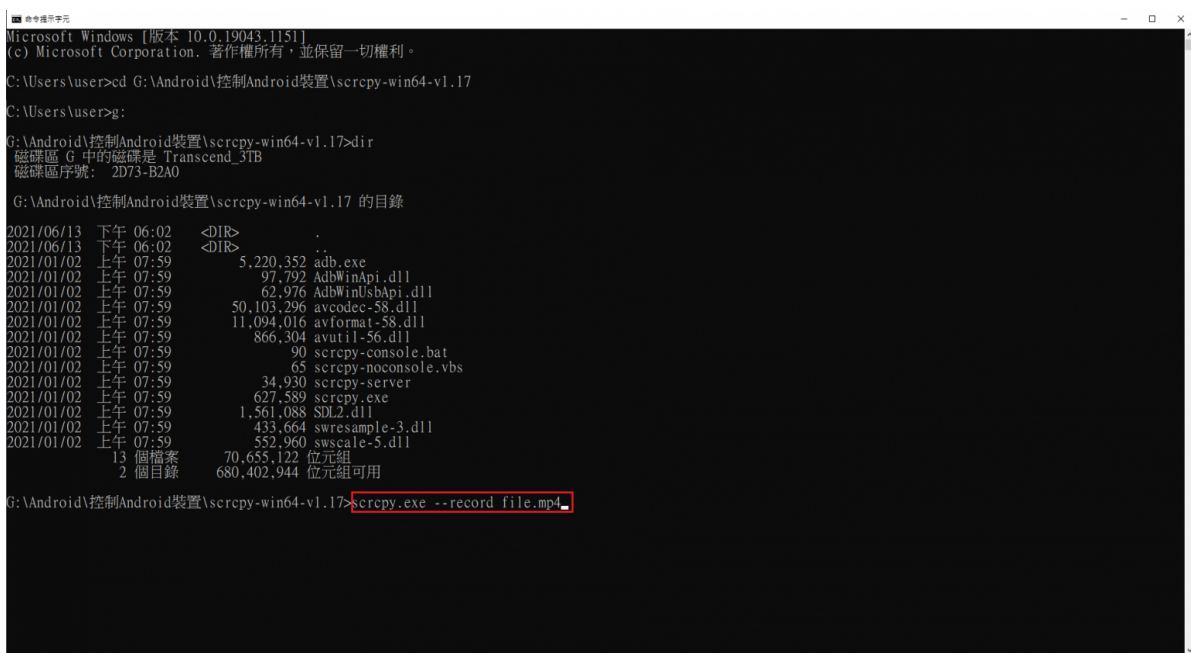 命令提示字元
Microsoft Windows [版本 10.0.19043.1151]
(c) Microsoft Corporation. 著作權所有，並保留一切權利。
C:\Users\user>cd G:\Android\控制Android裝置\scrcpy-win64-v1.17
C:\Users\user>g:
G:\Android\控制Android裝置\scrcpy-win64-v1.17>dir
磁碟區 G 中的磁碟是 Transcend_3TB
磁碟區序號:  2D73-B2A0
G:\Android\控制Android裝置\scrcpy-win64-v1.17 的目錄
2021/06/13  下午 06:02    <DIR>          .
2021/06/13  下午 06:02    <DIR>          ..
2021/01/02  上午 07:59         5,220,352 adb.exe
2021/01/02  上午 07:59            97,792 AdbWinApi.dll
2021/01/02  上午 07:59            62,976 AdbWinUsbApi.dll
2021/01/02  上午 07:59        50,103,296 avcodec-58.dll
2021/01/02  上午 07:59        11,094,016 avformat-58.dll
2021/01/02  上午 07:59           866,304 avutil-56.dll
2021/01/02  上午 07:59                90 scrcpy-console.bat
2021/01/02  上午 07:59                65 scrcpy-noconsole.vbs
2021/01/02  上午 07:59            34,930 scrcpy-server
2021/01/02  上午 07:59           627,589 scrcpy.exe
2021/01/02  上午 07:59         1,561,088 SDL2.dll
2021/01/02  上午 07:59           433,664 swresample-3.dll
2021/01/02  上午 07:59           552,960 swscale-5.dll
13 個檔案      70,655,122 位元組
2 個目錄     680,402,944 位元組可用
G:\Android\控制Android裝置\scrcpy-win64-v1.17>scrcpy.exe --record file.mp4